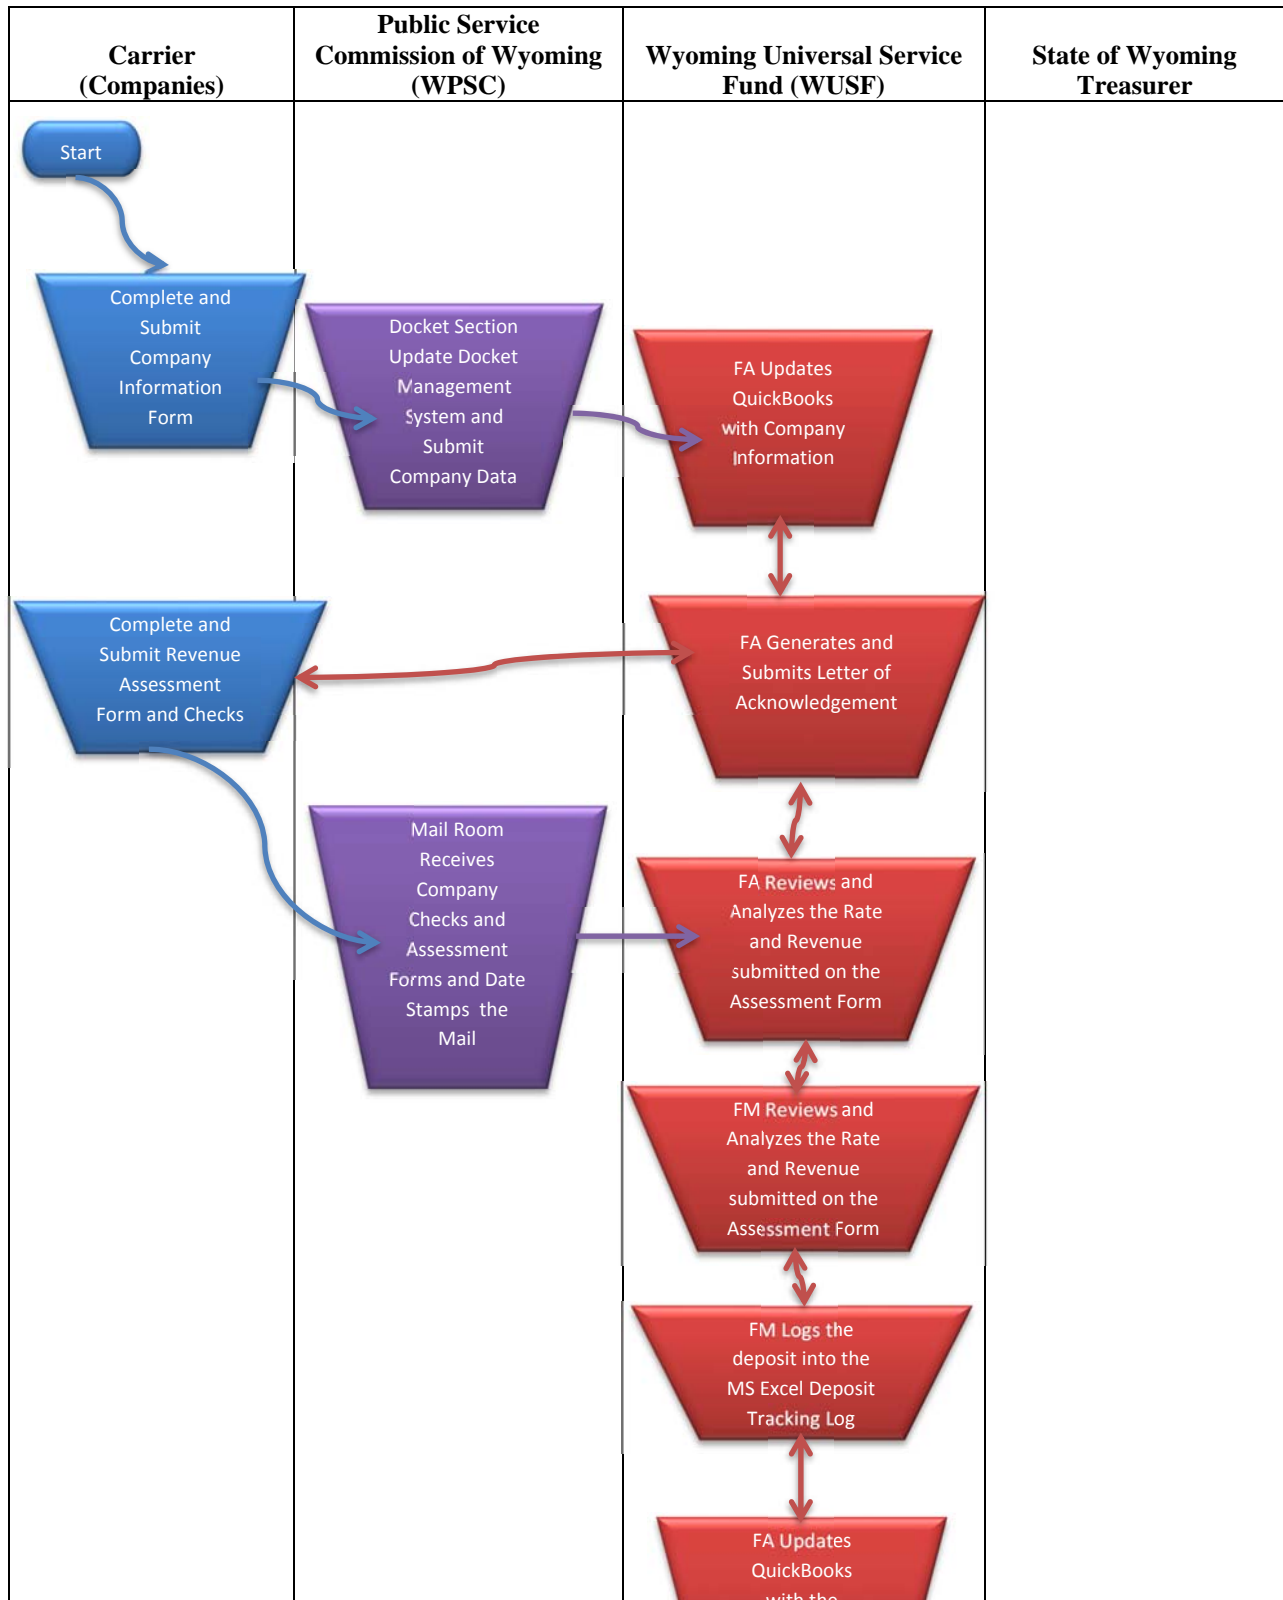 Carrier
(Companies)
Public Service
Commission of Wyoming
(WPSC)
Wyoming Universal Service
Fund (WUSF)
State of Wyoming
Treasurer
Start
Complete and
Submit
Company
Information
Form
Docket Section
Update Docket
Management
System and
Submit
Company Data
FA Updates
QuickBooks
with Company
Information
Complete and
Submit Revenue
Assessment
Form and Checks
FA Generates and
Submits Letter of
Acknowledgement
Mail Room
Receives
Company
Checks and
Assessment
Forms and Date
Stamps the
Mail
FA Reviews and
Analyzes the Rate
and Revenue
submitted on the
Assessment Form
FM Reviews and
Analyzes the Rate
and Revenue
submitted on the
Assessment Form
FM Logs the
deposit into the
MS Excel Deposit
Tracking Log
FA Updates
QuickBooks
with the